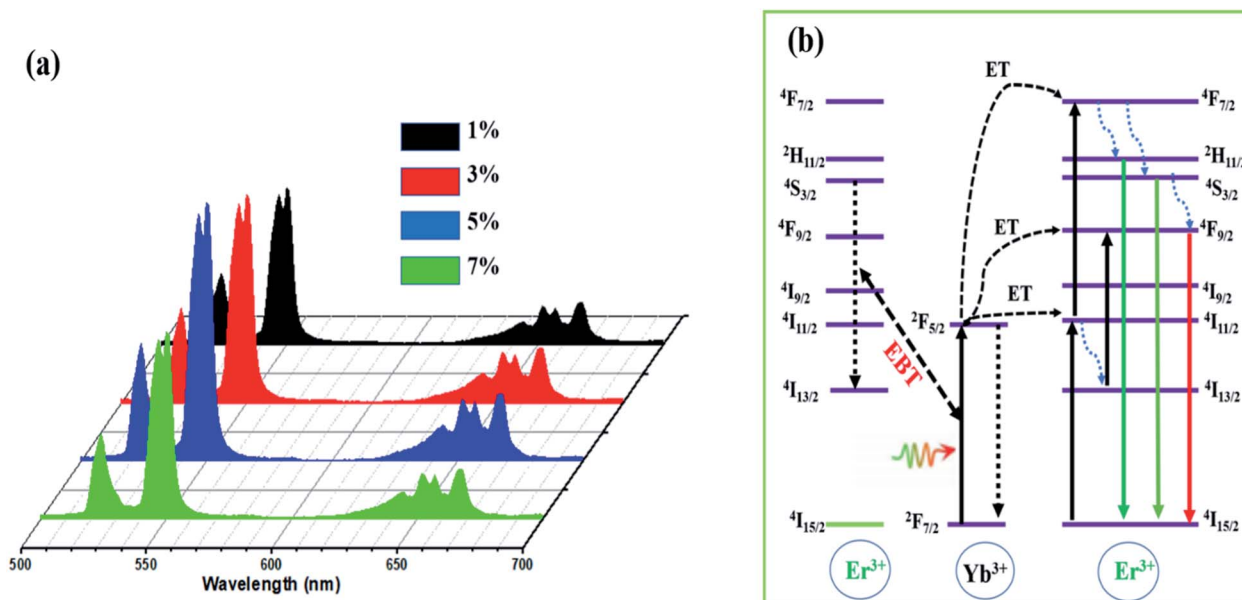 (a)
1%
3%
5%
7%
500 550 600 650 700
Wavelength (nm)
(b)
ET
⁴F₇/₂ ⁴F₇/₂
²H₁₁/₂ ²H₁₁/₂
⁴S₃/₂ ⁴S₃/₂
ET
⁴F₉/₂ ⁴F₉/₂
ET
⁴I₉/₂ ⁴I₉/₂
⁴I₁₁/₂ ²F₅/₂ ⁴I₁₁/₂
EBT
⁴I₁₃/₂ ⁴I₁₃/₂
⁴I₁₅/₂ ²F₇/₂ ⁴I₁₅/₂
Er³⁺ Yb³⁺ Er³⁺